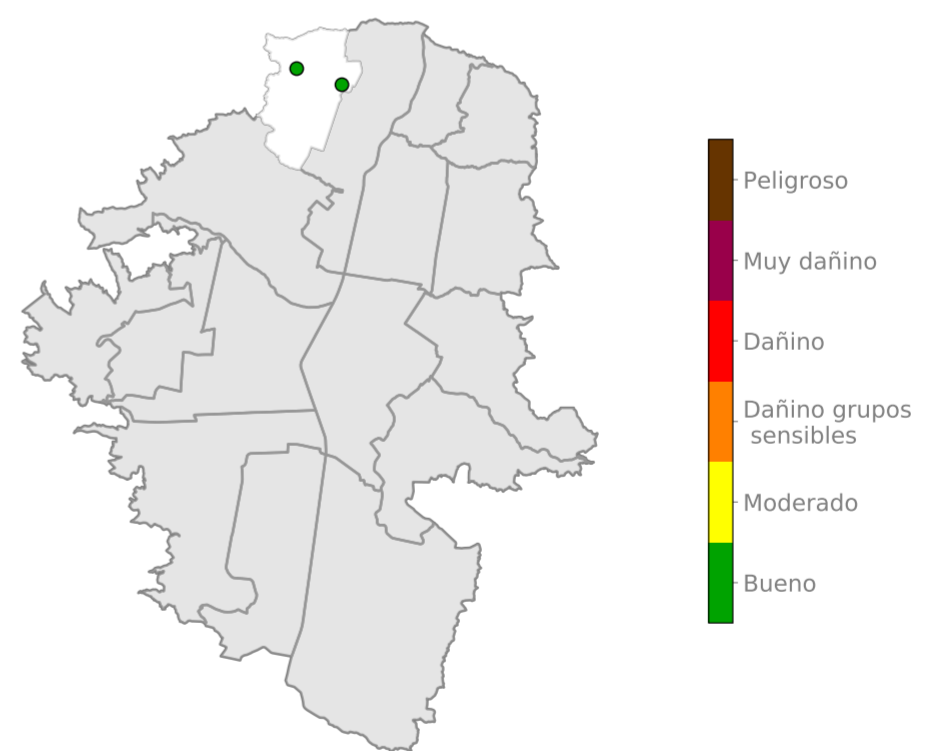 Peligroso
Muy dañino
Dañino
Dañino grupos
sensibles
Moderado
Bueno